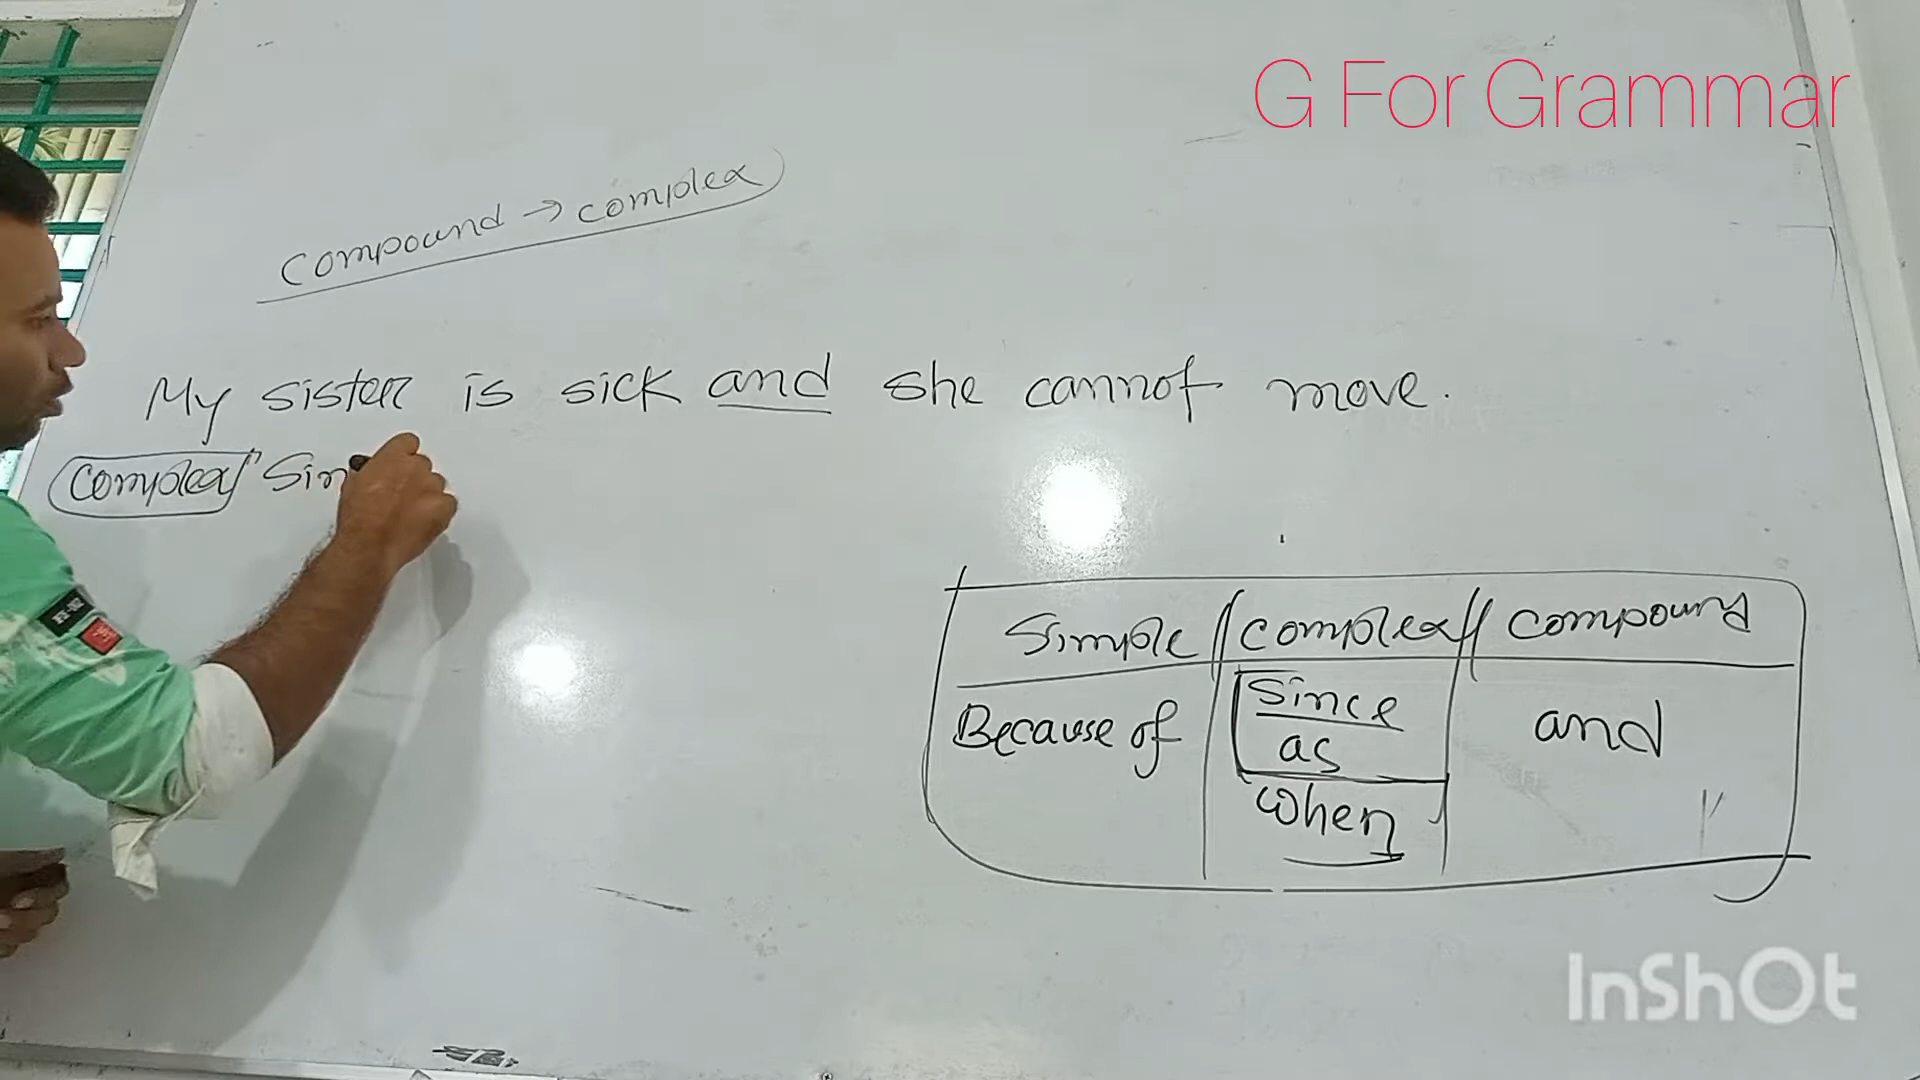 G For Grammar
Compound → complex
My sister is sick and she cannot move.
Complex Sin
Simple complex compound
Because of Since and
as
when
InShOt